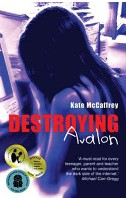 Kate McCaffrey
DESTROYING
Avalon
'A must-read for every
teenager, parent and teacher
who wants to understand
the dark side of the internet.'
Michael Carr-Gregg